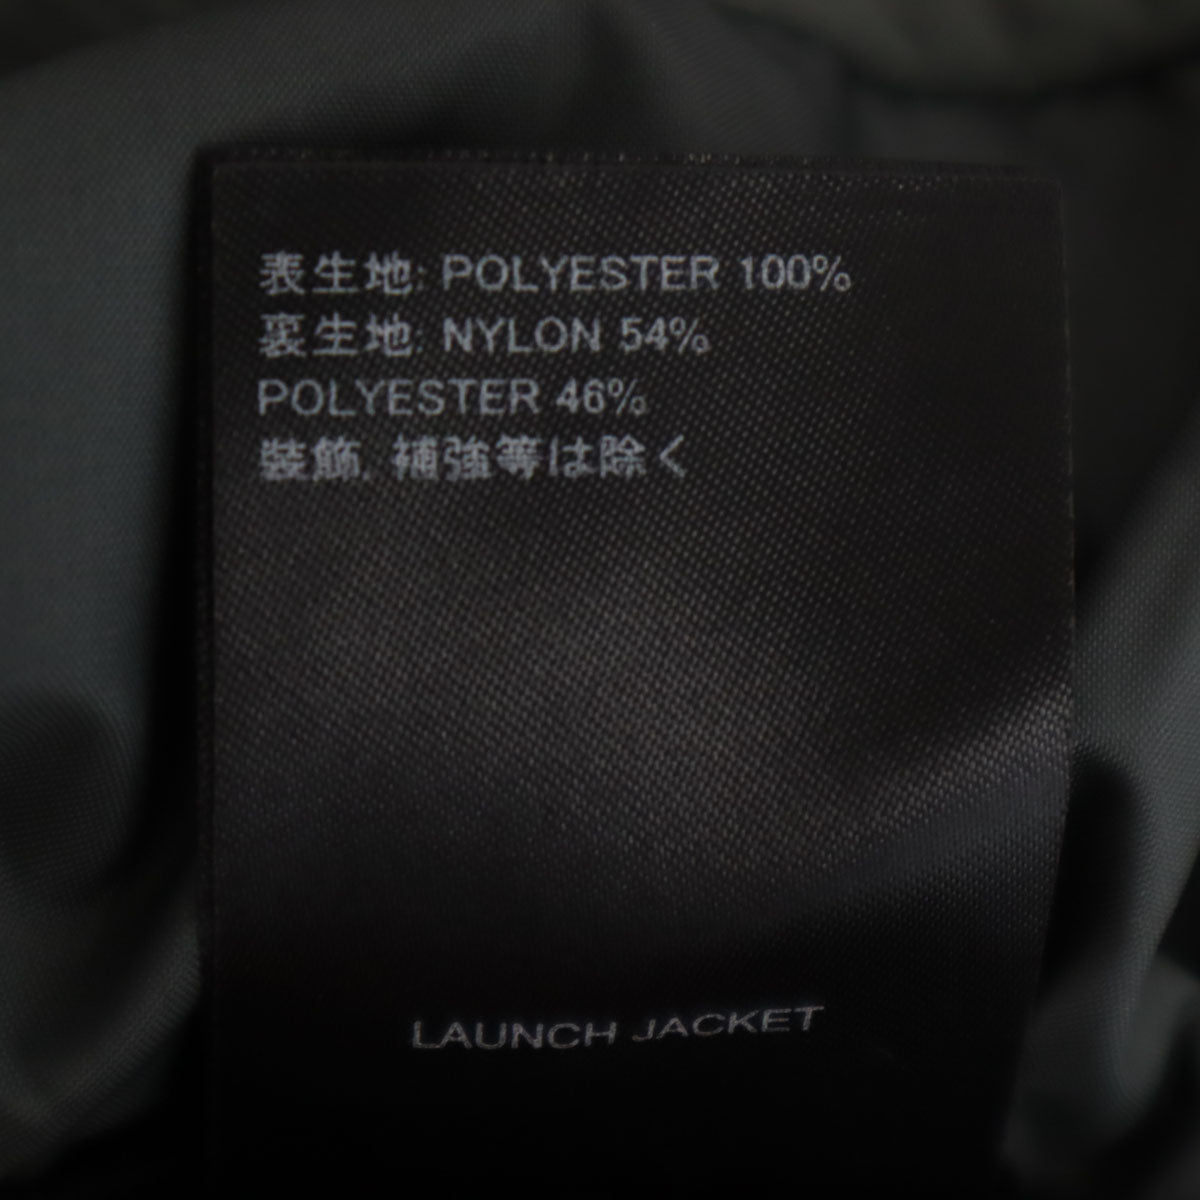 表生地: POLYESTER 100%
裏生地: NYLON 54%
POLYESTER 46%
装飾, 補強等は除く
LAUNCH JACKET